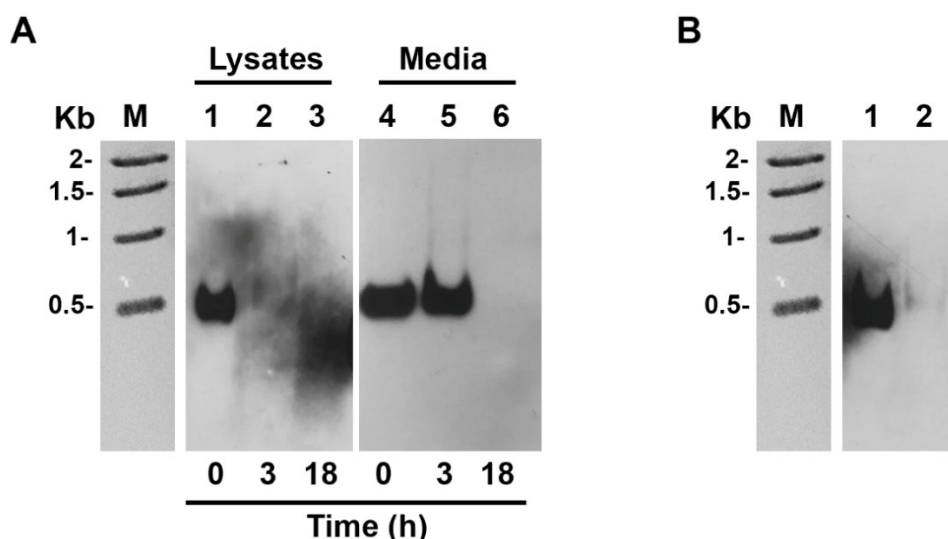 A
B
Lysates Media
Kb M 1 2 3 4 5 6
Kb M 1 2
2-
1.5-
1-
0.5-
2-
1.5-
1-
0.5-
0 3 18 0 3 18
Time (h)